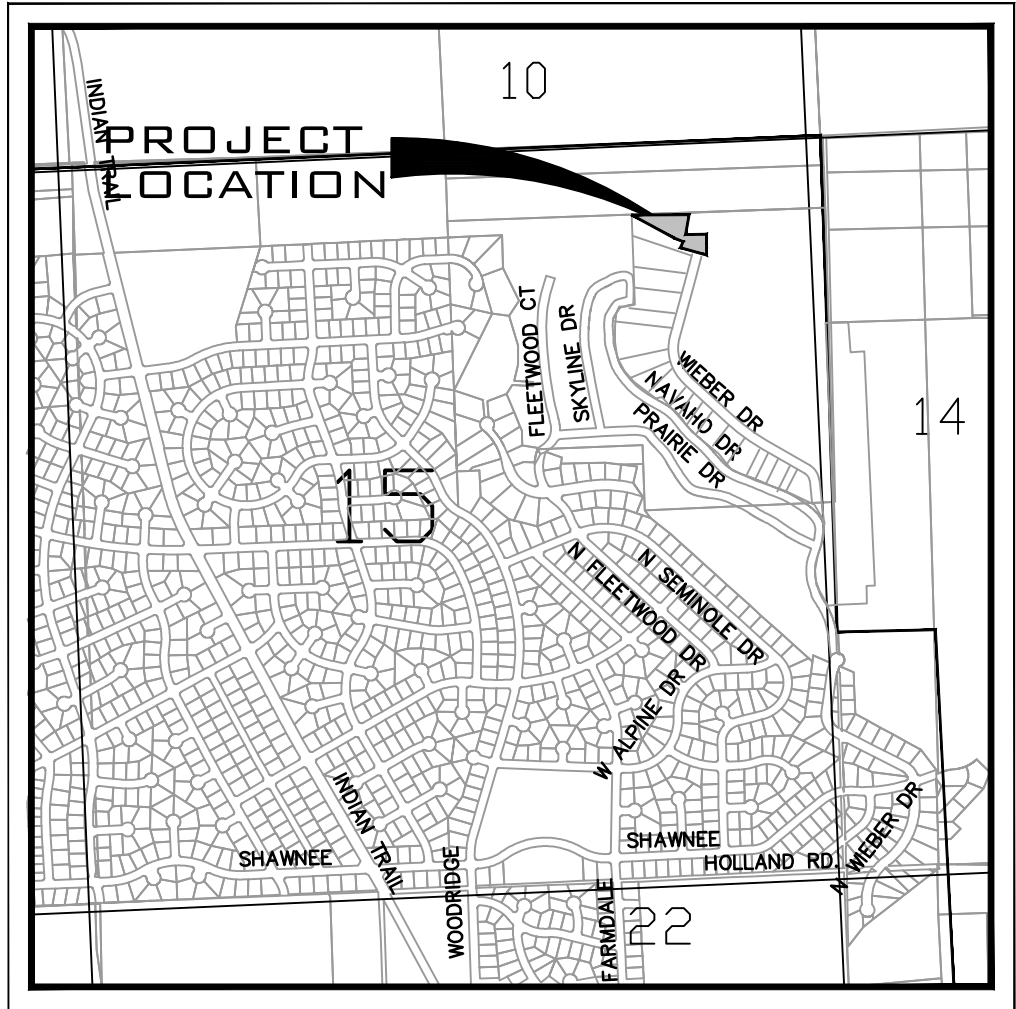 10
INDIAN TRAIL
PROJECT
LOCATION
FLEETWOOD CT
SKYLINE DR
WIEBER DR
NAVAHO DR
PRAIRIE DR
14
15
N FLEETWOOD DR
N SEMINOLE DR
W ALPINE DR
INDIAN TRAIL
SHAWNEE
WOODRIDGE
SHAWNEE
HOLLAND RD.
N WIEBER DR
FARMDALE
22